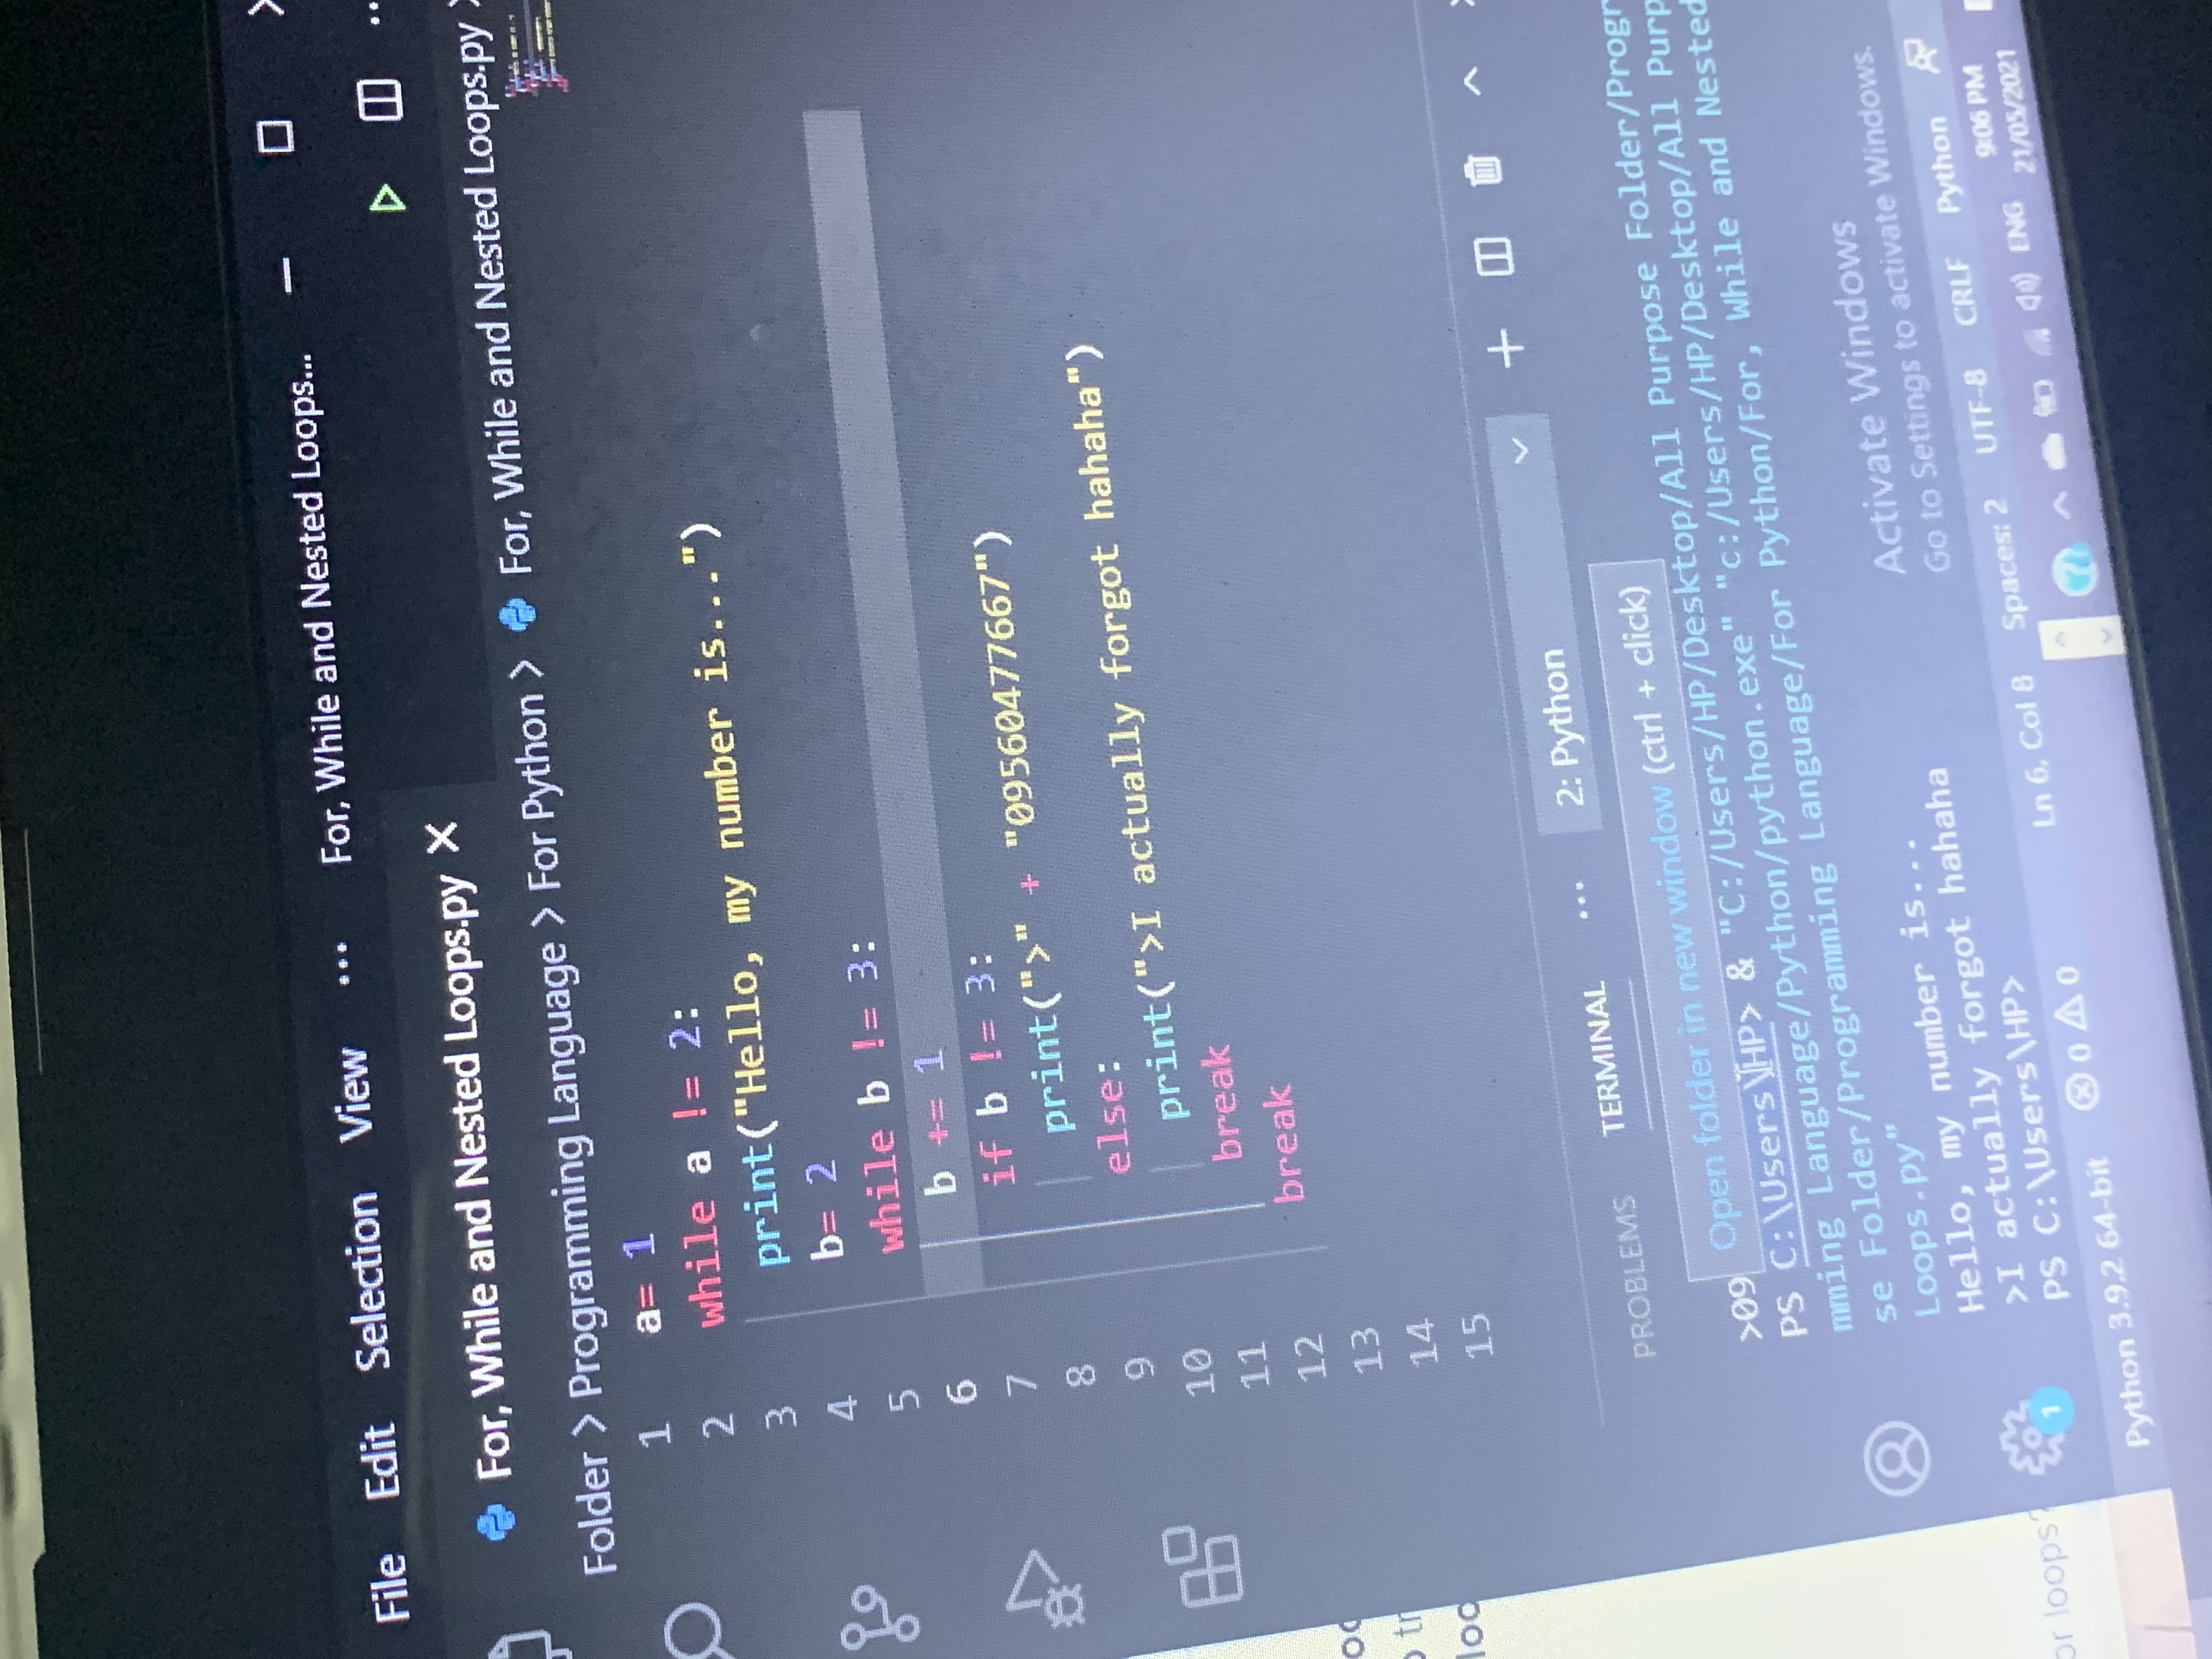 File Edit Selection View ... For, While and Nested Loops...
For, While and Nested Loops.py
Folder > Programming Language > For Python > For, While and Nested Loops.py >
1 a= 1
2 while a != 2:
3 print("Hello, my number is...")
4 b= 2
5 while b != 3:
6 b += 1
7 if b != 3:
8 print(">" + "09560477667")
9 else:
10 print(">I actually forgot hahaha")
11 break
12 break
13
14
15
PROBLEMS TERMINAL ... 2: Python
Open folder in new window (ctrl + click)
>09
PS C:\Users\HP> & "C:/Users/HP/Desktop/All Purpose Folder/Progr
mming Language/Python/python.exe" "c:/Users/HP/Desktop/All Purp
se Folder/Programming Language/For Python/For, While and Nested
Loops.py"
Hello, my number is...
>I actually forgot hahaha
PS C:\Users\HP>
Activate Windows
Go to Settings to activate Windows.
1
or loops?
Python 3.9.2 64-bit 0 0 Ln 6, Col 8 Spaces: 2 UTF-8 CRLF Python
ENG 9:06 PM
21/05/2021